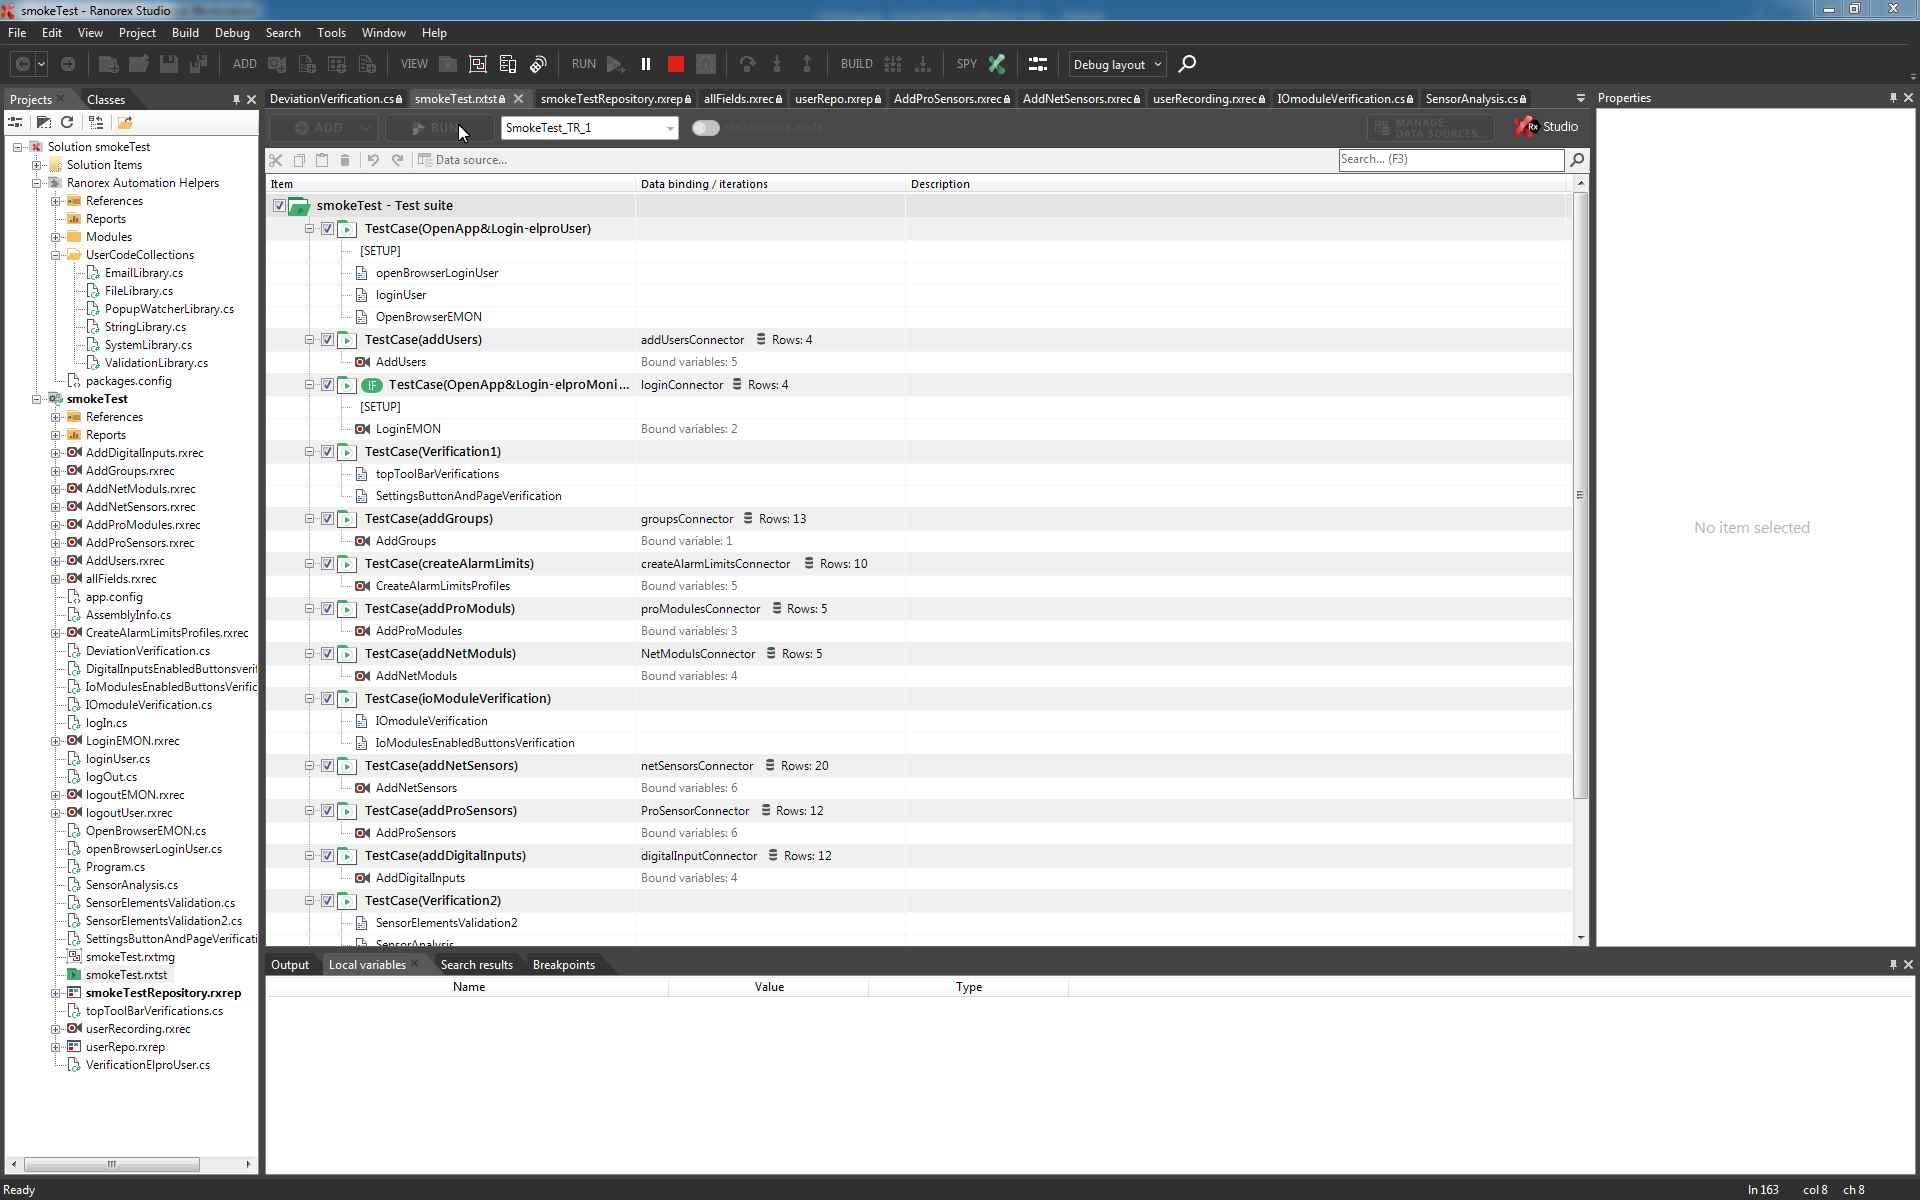 smokeTest - Ranorex Studio
File Edit View Project Build Debug Search Tools Window Help
ADD VIEW RUN BUILD SPY Debug layout
Projects Classes
DeviationVerification.cs smokeTest.rxtst smokeTestRepository.rxrep allFields.rxrec userRepo.rxrep AddProSensors.rxrec AddNetSensors.rxrec userRecording.rxrec IOmoduleVerification.cs SensorAnalysis.cs
Properties
ADD RUN SmokeTest_TR_1
MANAGE
DATA SOURCES...
Rx Studio
Data source...
Search... (F3)
Solution smokeTest
Solution Items
Ranorex Automation Helpers
References
Reports
Modules
UserCodeCollections
EmailLibrary.cs
FileLibrary.cs
PopupWatcherLibrary.cs
StringLibrary.cs
SystemLibrary.cs
ValidationLibrary.cs
packages.config
smokeTest
References
Reports
AddDigitalInputs.rxrec
AddGroups.rxrec
AddNetModuls.rxrec
AddNetSensors.rxrec
AddProModules.rxrec
AddProSensors.rxrec
AddUsers.rxrec
allFields.rxrec
app.config
AssemblyInfo.cs
CreateAlarmLimitsProfiles.rxrec
DeviationVerification.cs
DigitalInputsEnabledButtonsverif
IoModulesEnabledButtonsVerific
IOmoduleVerification.cs
logIn.cs
LoginEMON.rxrec
loginUser.cs
logOut.cs
logoutEMON.rxrec
logoutUser.rxrec
OpenBrowserEMON.cs
openBrowserLoginUser.cs
Program.cs
SensorAnalysis.cs
SensorElementsValidation.cs
SensorElementsValidation2.cs
SettingsButtonAndPageVerificati
smokeTest.rxtmg
smokeTest.rxtst
smokeTestRepository.rxrep
topToolBarVerifications.cs
userRecording.rxrec
userRepo.rxrep
VerificationElproUser.cs
Item Data binding / iterations Description
smokeTest - Test suite
TestCase(OpenApp&Login-elproUser)
[SETUP]
openBrowserLoginUser
loginUser
OpenBrowserEMON
TestCase(addUsers) addUsersConnector Rows: 4
AddUsers Bound variables: 5
IF TestCase(OpenApp&Login-elproMoni... loginConnector Rows: 4
[SETUP]
LoginEMON Bound variables: 2
TestCase(Verification1)
topToolBarVerifications
SettingsButtonAndPageVerification
TestCase(addGroups) groupsConnector Rows: 13
AddGroups Bound variable: 1
TestCase(createAlarmLimits) createAlarmLimitsConnector Rows: 10
CreateAlarmLimitsProfiles Bound variables: 5
TestCase(addProModuls) proModulesConnector Rows: 5
AddProModules Bound variables: 3
TestCase(addNetModuls) NetModulsConnector Rows: 5
AddNetModuls Bound variables: 4
TestCase(ioModuleVerification)
IOmoduleVerification
IoModulesEnabledButtonsVerification
TestCase(addNetSensors) netSensorsConnector Rows: 20
AddNetSensors Bound variables: 6
TestCase(addProSensors) ProSensorConnector Rows: 12
AddProSensors Bound variables: 6
TestCase(addDigitalInputs) digitalInputConnector Rows: 12
AddDigitalInputs Bound variables: 4
TestCase(Verification2)
SensorElementsValidation2
SensorAnalysis
No item selected
Output Local variables Search results Breakpoints
Name Value Type
Ready
ln 163 col 8 ch 8